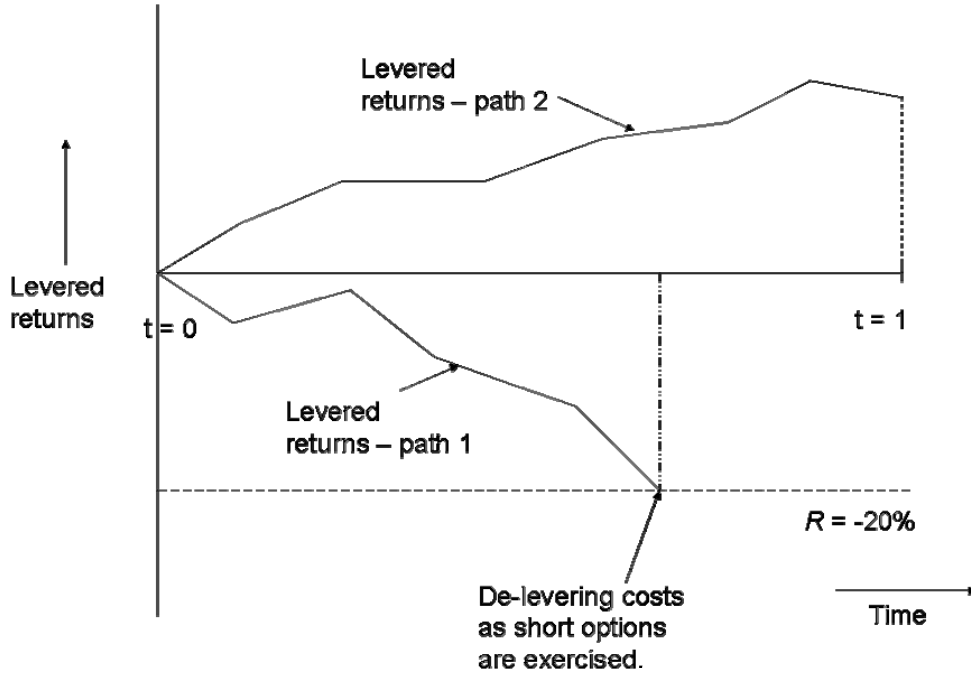 Levered
returns – path 2
Levered
returns
t = 0
t = 1
Levered
returns – path 1
R = -20%
De-levering costs
as short options
are exercised.
Time